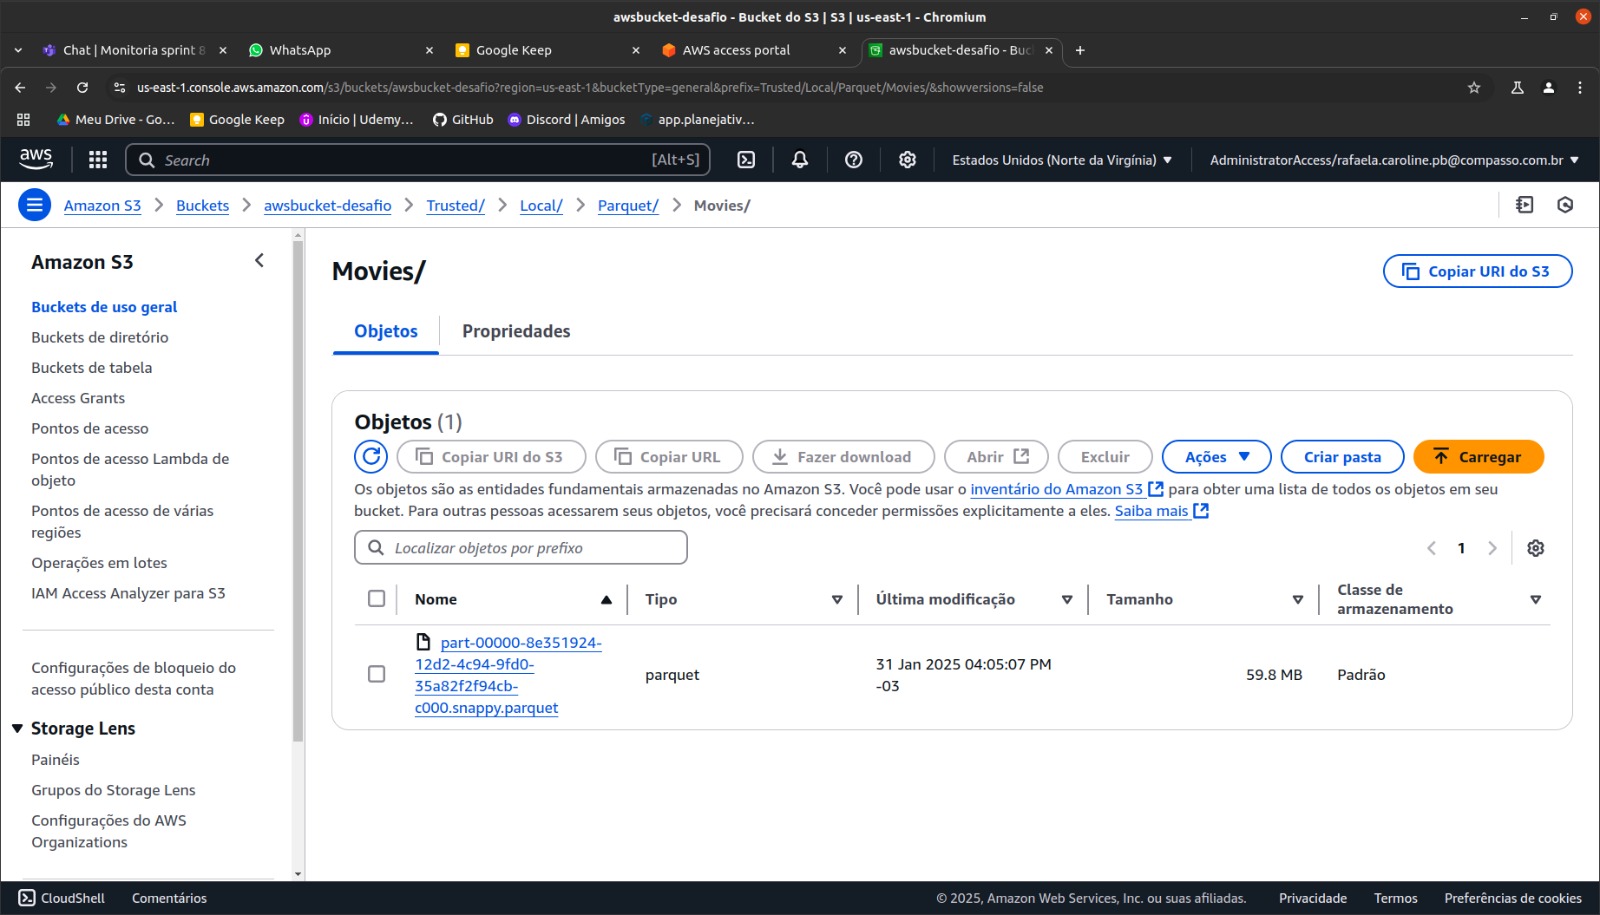 awsbucket-desafio - Bucket do S3 | S3 | us-east-1 - Chromium
Chat | Monitoria sprint 8
WhatsApp
Google Keep
AWS access portal
awsbucket-desafio - Buc
us-east-1.console.aws.amazon.com/s3/buckets/awsbucket-desafio?region=us-east-1&bucketType=general&prefix=Trusted/Local/Parquet/Movies/&showversions=false
Meu Drive - Go...
Google Keep
Início | Udemy...
GitHub
Discord | Amigos
app.planejativ...
aws
Search
[Alt+S]
Estados Unidos (Norte da Virgínia)
AdministratorAccess/rafaela.caroline.pb@compasso.com.br
Amazon S3
Buckets
awsbucket-desafio
Trusted/
Local/
Parquet/
Movies/
Amazon S3
Buckets de uso geral
Buckets de diretório
Buckets de tabela
Access Grants
Pontos de acesso
Pontos de acesso Lambda de
objeto
Pontos de acesso de várias
regiões
Operações em lotes
IAM Access Analyzer para S3
Configurações de bloqueio do
acesso público desta conta
Storage Lens
Painéis
Grupos do Storage Lens
Configurações do AWS
Organizations
Movies/
Copiar URI do S3
Objetos
Propriedades
Objetos (1)
Copiar URI do S3
Copiar URL
Fazer download
Abrir
Excluir
Ações
Criar pasta
Carregar
Os objetos são as entidades fundamentais armazenadas no Amazon S3. Você pode usar o inventário do Amazon S3 para obter uma lista de todos os objetos em seu
bucket. Para outras pessoas acessarem seus objetos, você precisará conceder permissões explicitamente a eles. Saiba mais
Localizar objetos por prefixo
1
Nome
Tipo
Última modificação
Tamanho
Classe de
armazenamento
part-00000-8e351924-
12d2-4c94-9fd0-
35a82f2f94cb-
c000.snappy.parquet
parquet
31 Jan 2025 04:05:07 PM
-03
59.8 MB
Padrão
CloudShell
Comentários
© 2025, Amazon Web Services, Inc. ou suas afiliadas.
Privacidade
Termos
Preferências de cookies